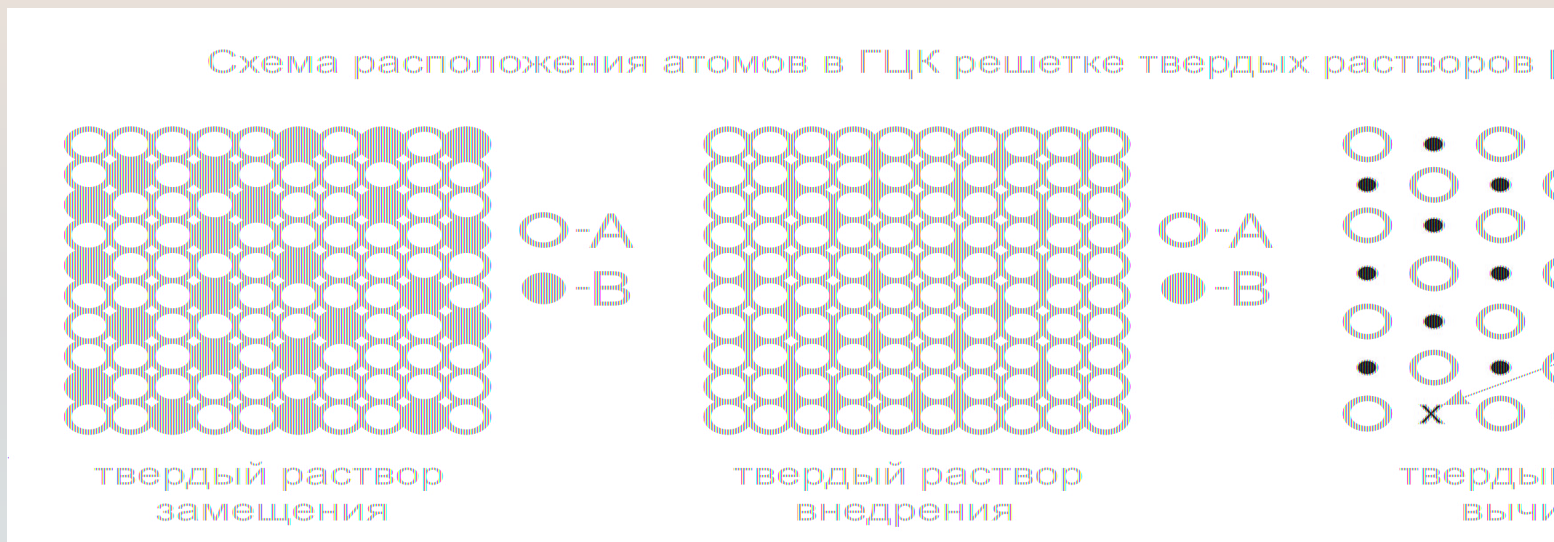 Схема расположения атомов в ГЦК решетке твердых растворов
-А
-В
твердый раствор
замещения
-А
-В
твердый раствор
внедрения